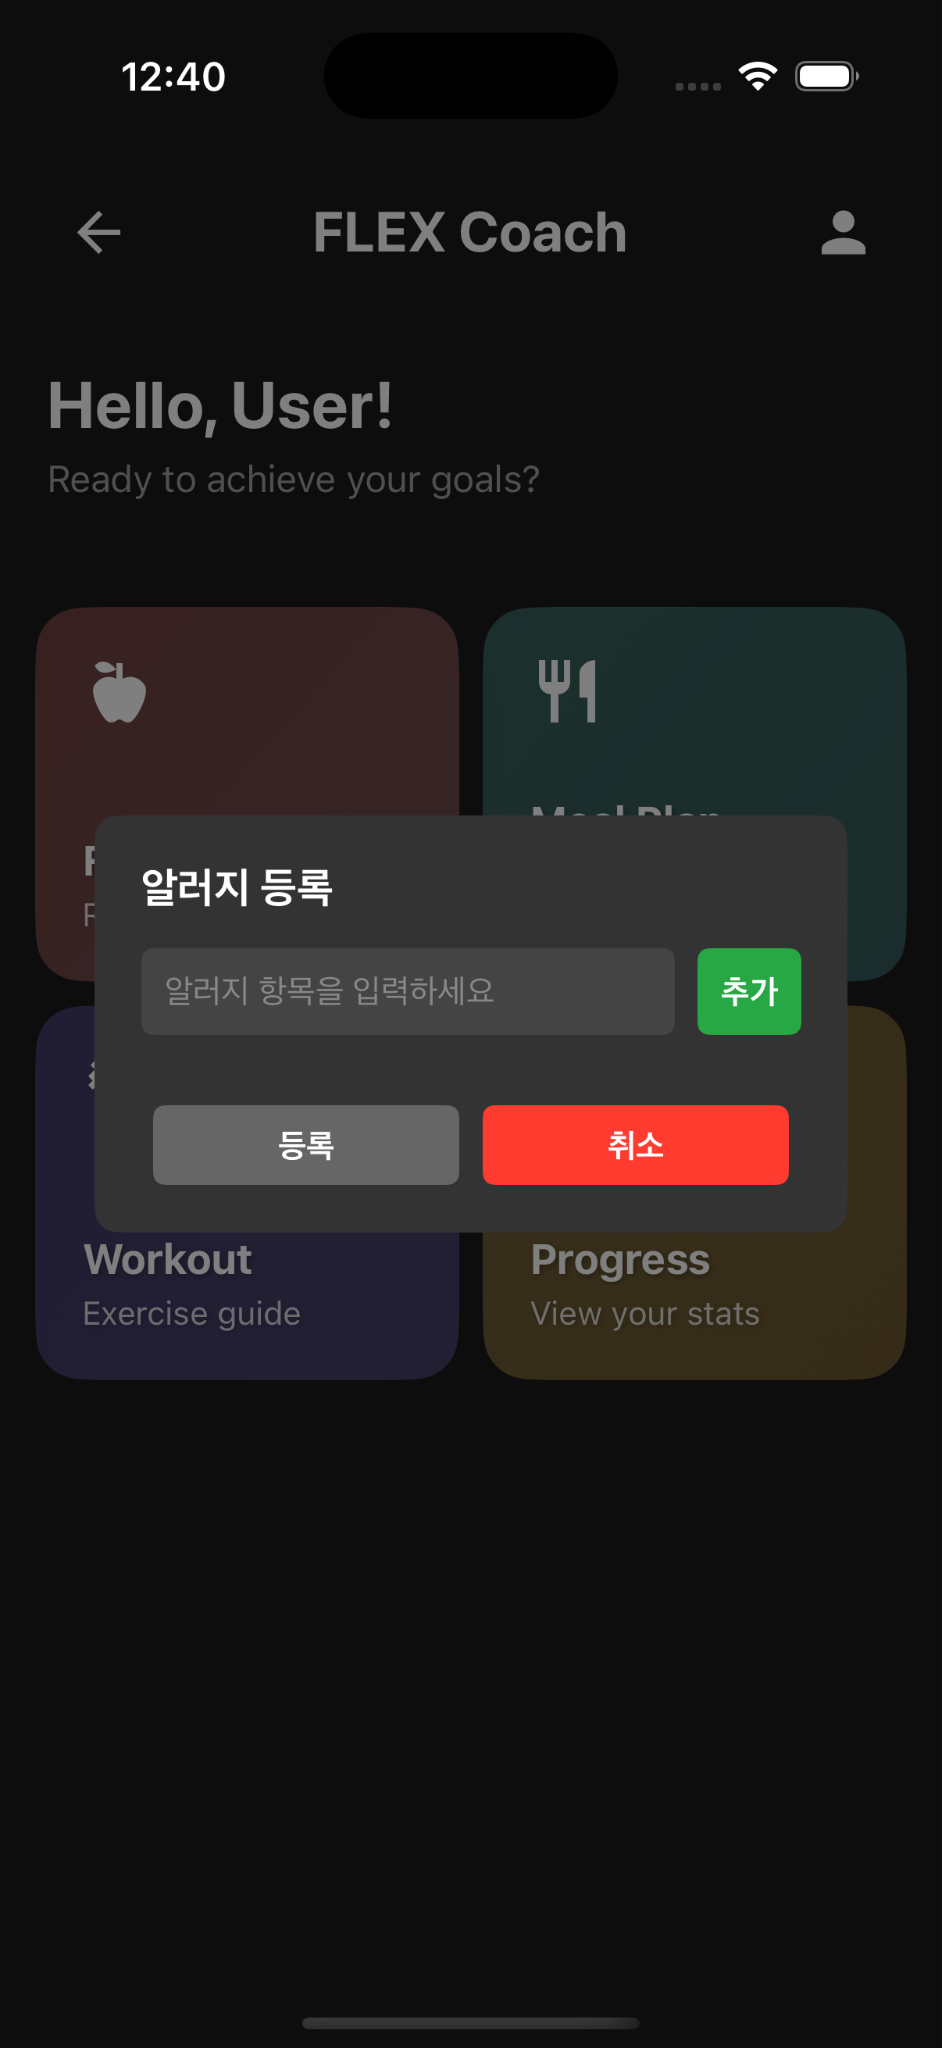 12:40
FLEX Coach
Hello, User!
Ready to achieve your goals?
알러지 등록
알러지 항목을 입력하세요
추가
등록
취소
Workout
Exercise guide
Progress
View your stats